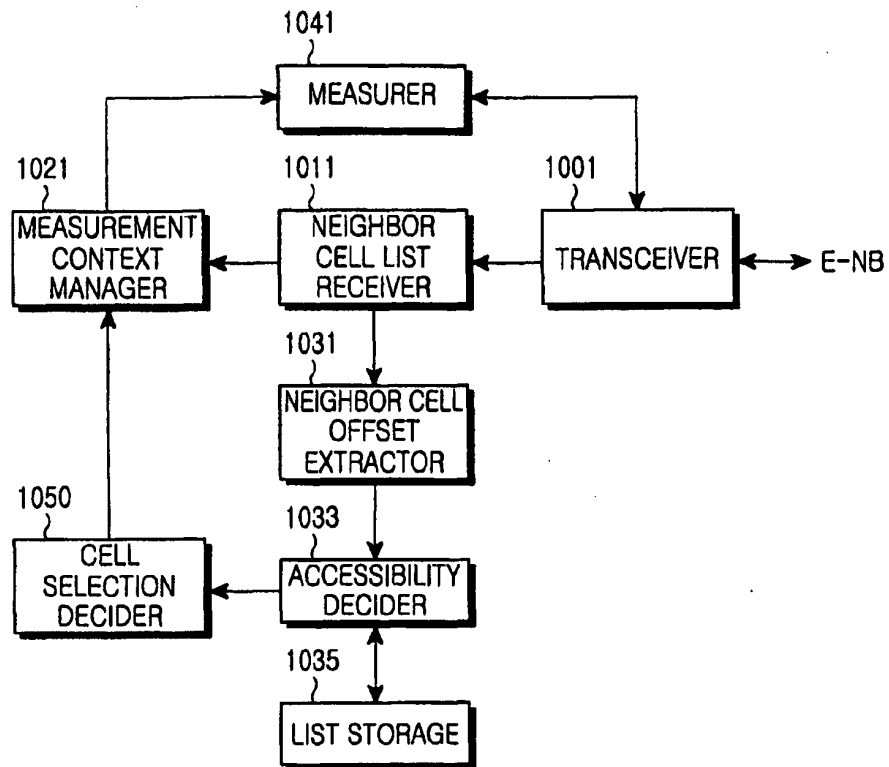 1041
MEASURER
1021
MEASUREMENT
CONTEXT
MANAGER
1011
NEIGHBOR
CELL LIST
RECEIVER
1001
TRANSCEIVER
E-NB
1031
NEIGHBOR CELL
OFFSET
EXTRACTOR
1050
CELL
SELECTION
DECIDER
1033
ACCESSIBILITY
DECIDER
1035
LIST STORAGE